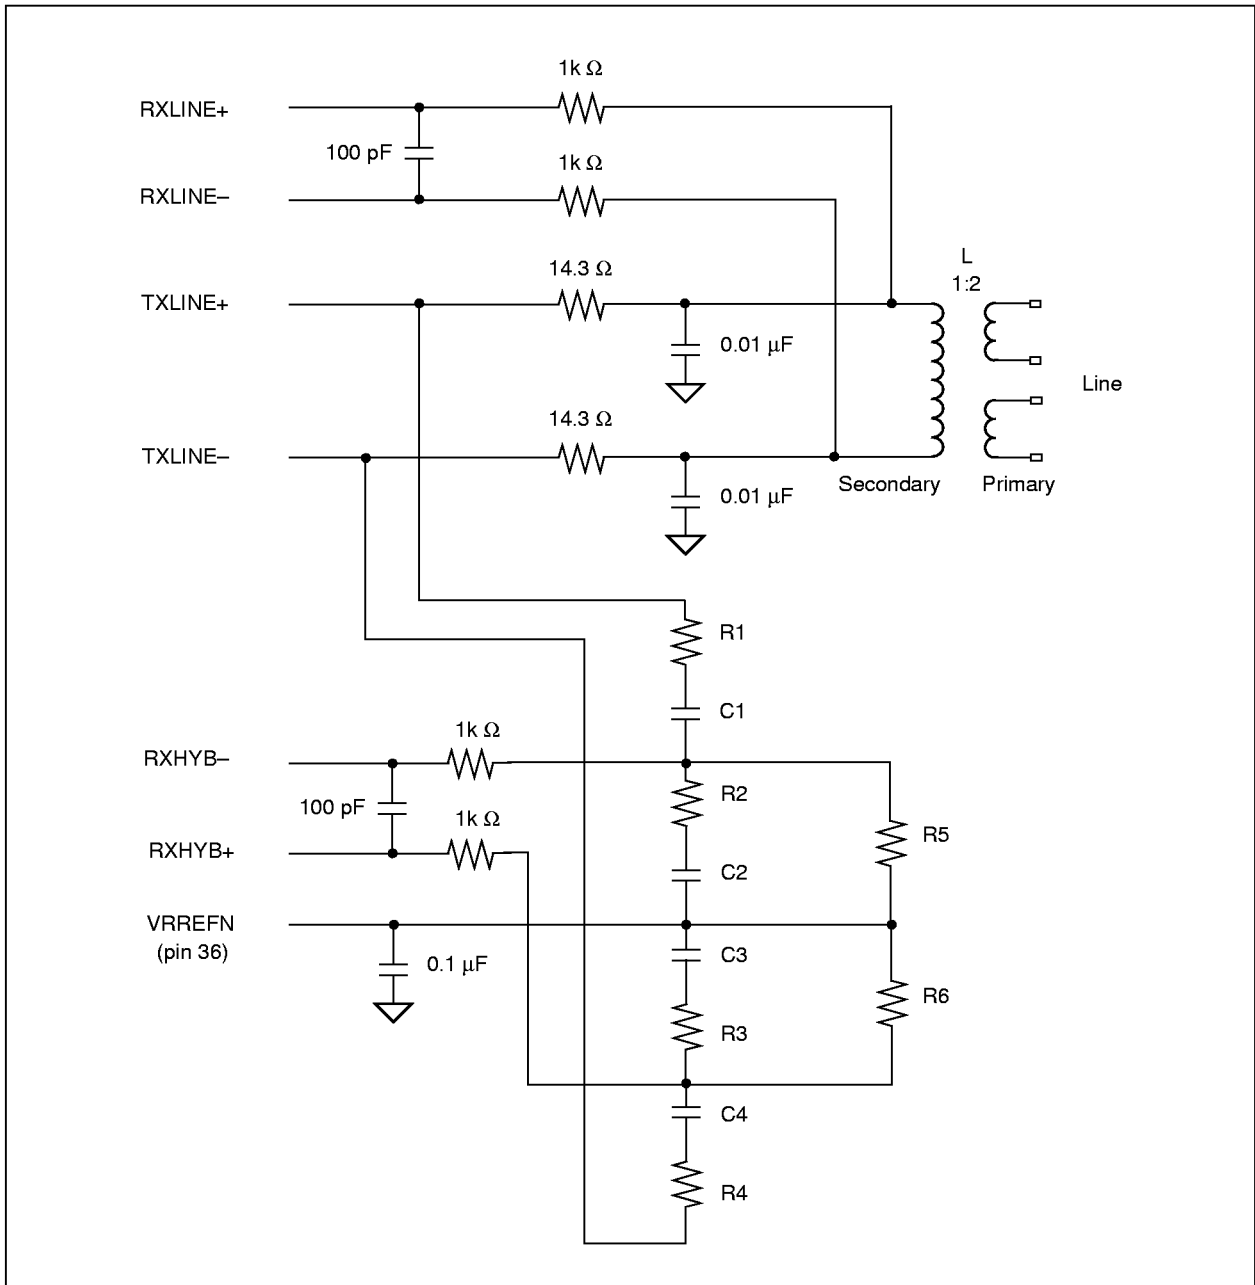 1k Ω
RXLINE+
100 pF
1k Ω
RXLINE–
L
1:2
14.3 Ω
TXLINE+
0.01 μF
Line
14.3 Ω
TXLINE–
Secondary
Primary
0.01 μF
R1
C1
1k Ω
RXHYB–
R2
100 pF
1k Ω
R5
RXHYB+
C2
VRREFN
(pin 36)
C3
0.1 μF
R6
R3
C4
R4